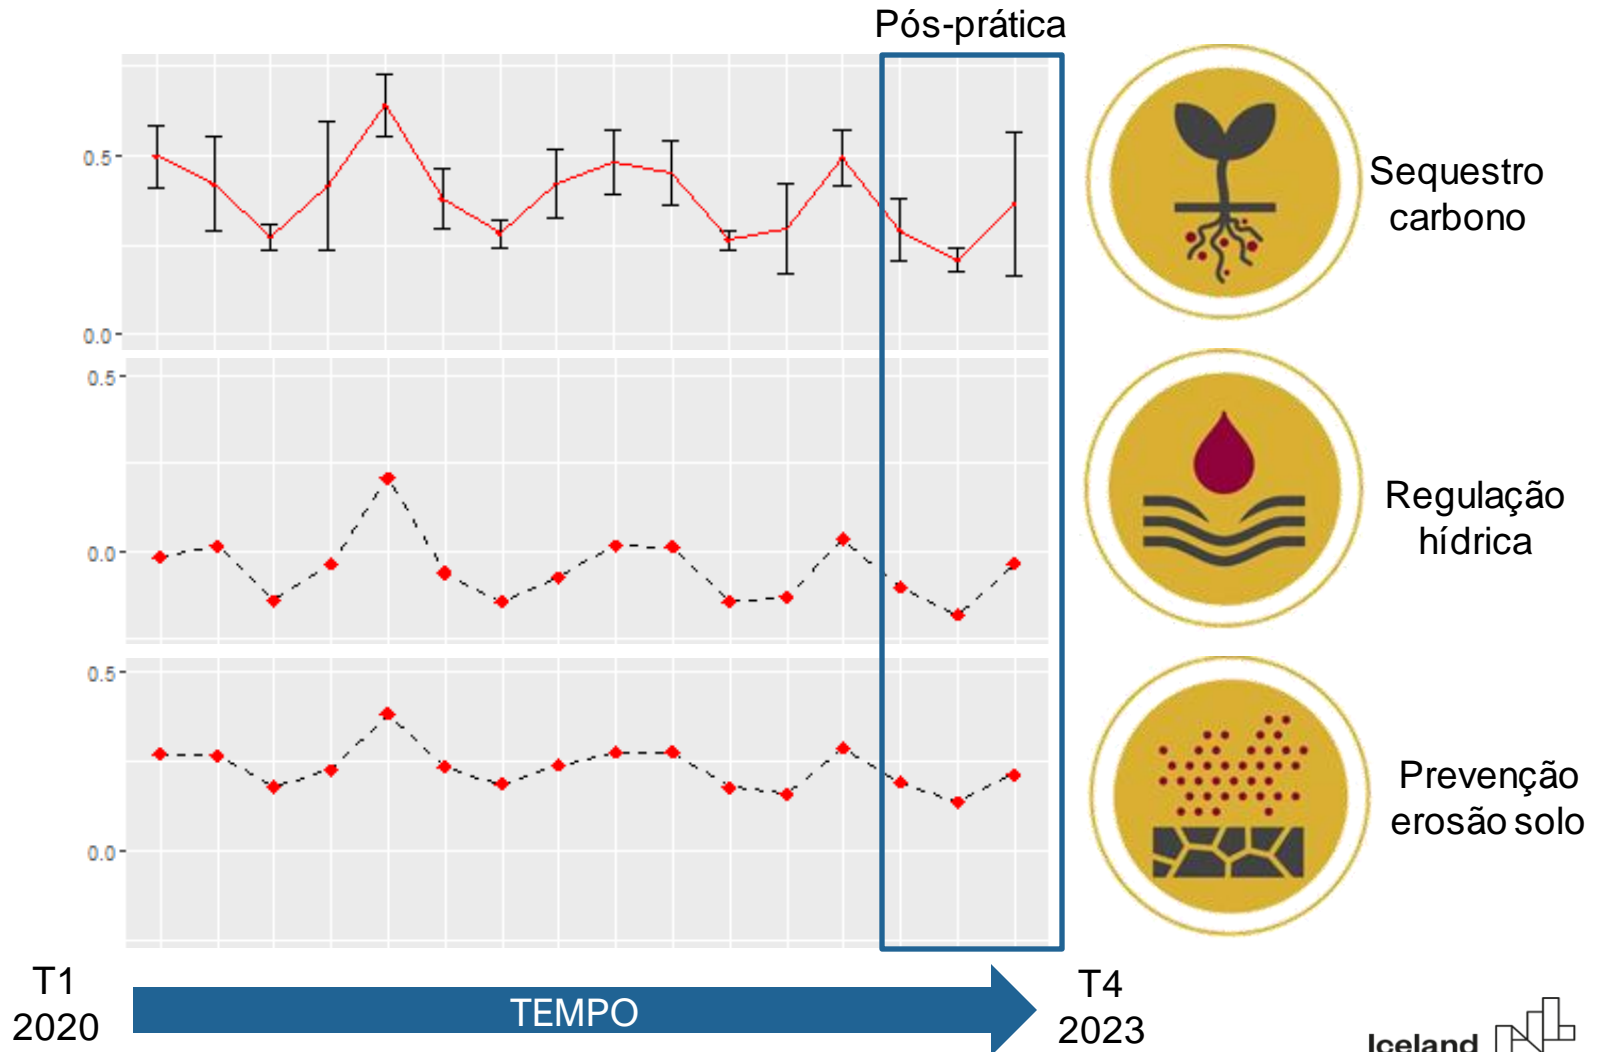 Pós-prática
0.5
0.0
Sequestro
carbono
0.5
0.0
Regulação
hídrica
0.5
0.0
Prevenção
erosão solo
T1
2020
TEMPO
T4
2023
Iceland